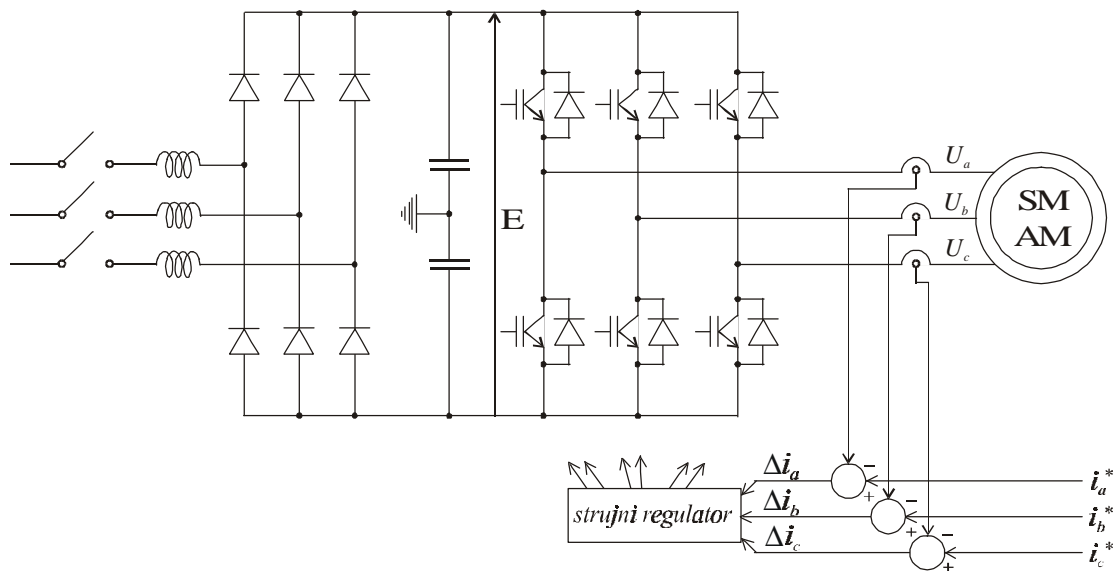 U_a
E
U_b
SM
AM
U_c
Δi_a
−
+
i_a*
strujni regulator
Δi_b
−
+
i_b*
Δi_c
−
+
i_c*